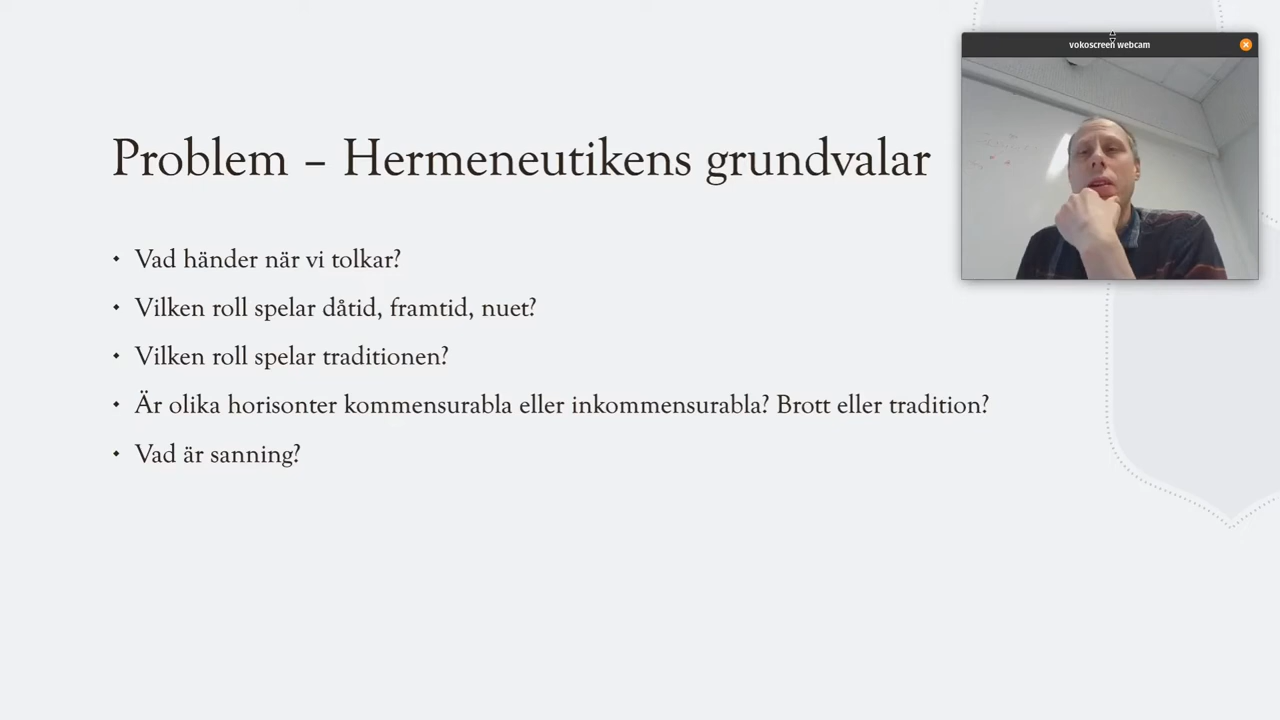 vokoscreen webcam
Problem – Hermeneutikens grundvalar
• Vad händer när vi tolkar?
• Vilken roll spelar dåtid, framtid, nuet?
• Vilken roll spelar traditionen?
• Är olika horisonter kommensurabla eller inkommensurabla? Brott eller tradition?
• Vad är sanning?